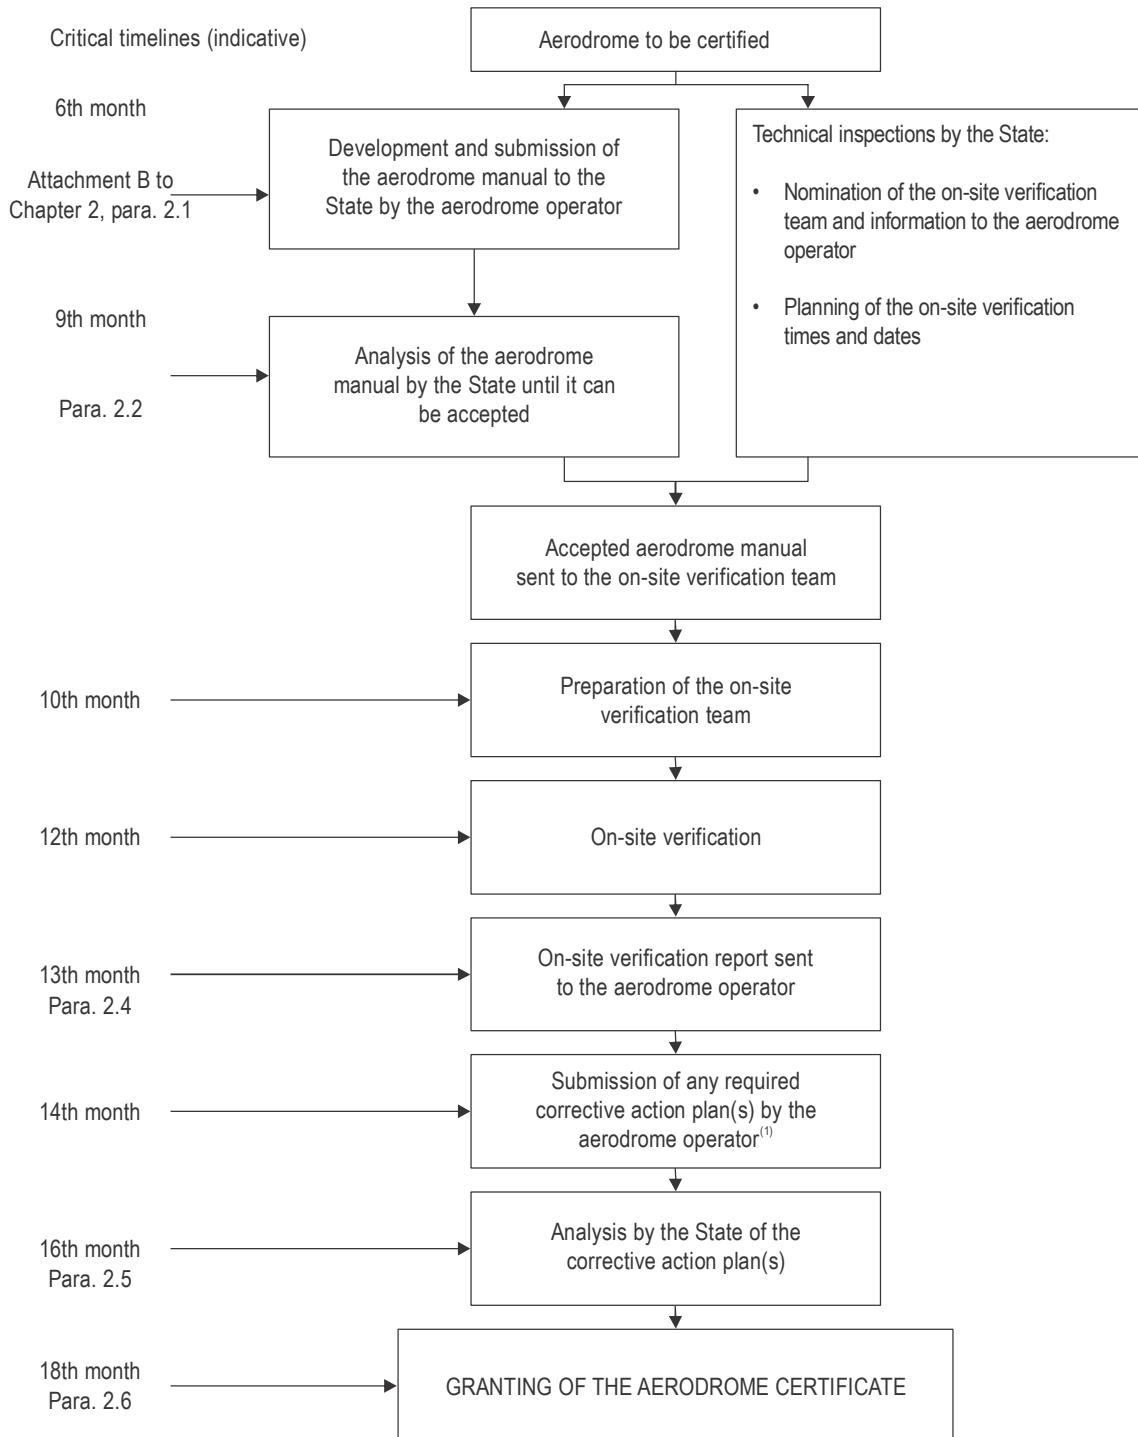 Critical timelines (indicative)
Aerodrome to be certified
6th month
Attachment B to
Chapter 2, para. 2.1
Development and submission of
the aerodrome manual to the
State by the aerodrome operator
Technical inspections by the State:
• Nomination of the on-site verification
team and information to the aerodrome
operator
• Planning of the on-site verification
times and dates
9th month
Para. 2.2
Analysis of the aerodrome
manual by the State until it can
be accepted
Accepted aerodrome manual
sent to the on-site verification team
10th month
Preparation of the on-site
verification team
12th month
On-site verification
13th month
Para. 2.4
On-site verification report sent
to the aerodrome operator
14th month
Submission of any required
corrective action plan(s) by the
aerodrome operator(1)
16th month
Para. 2.5
Analysis by the State of the
corrective action plan(s)
18th month
Para. 2.6
GRANTING OF THE AERODROME CERTIFICATE